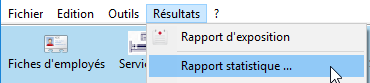 Fichier Edition Outils Résultats ?
Rapport d'exposition
Fiches d'employés
Rapport statistique ...